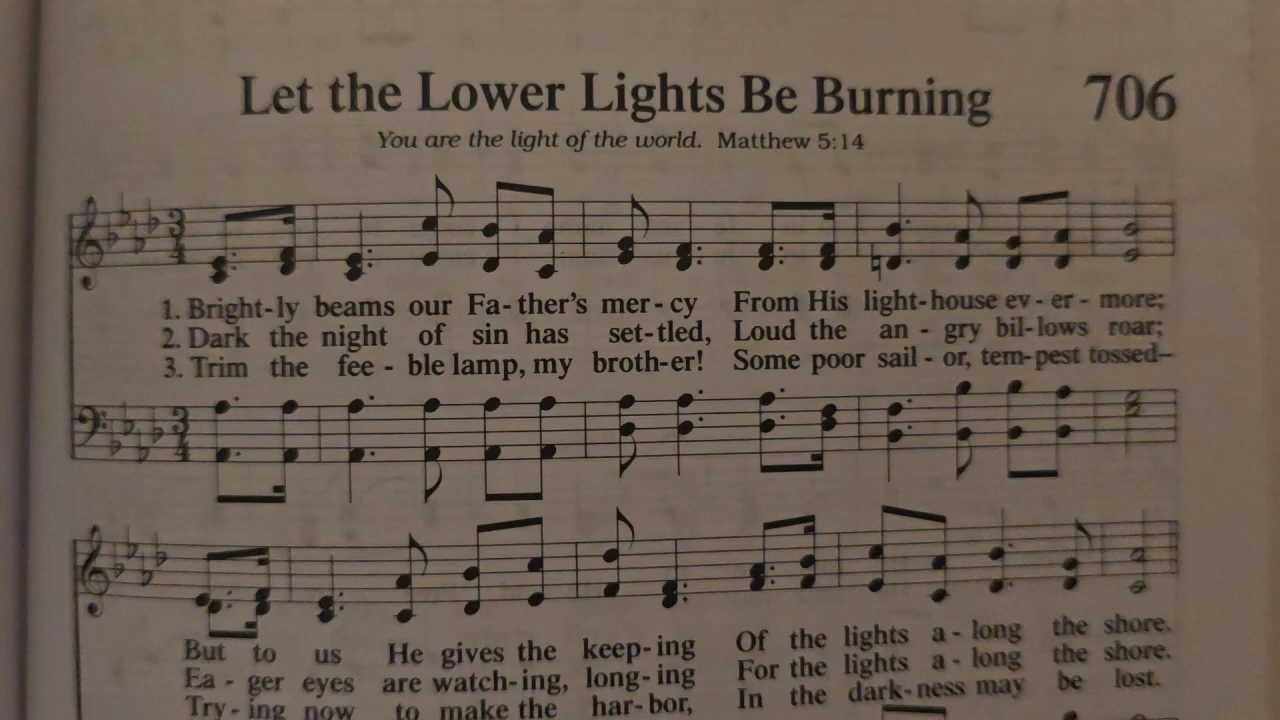 Let the Lower Lights Be Burning 706
You are the light of the world. Matthew 5:14
3
4
1. Bright-ly beams our Fa-ther's mer-cy From His light-house ev-er-more;
2. Dark the night of sin has set-tled, Loud the an-gry bil-lows roar;
3. Trim the fee-ble lamp, my broth-er! Some poor sail-or, tem-pest tossed–
3
4
But to us He gives the keep-ing Of the lights a-long the shore.
Ea-ger eyes are watch-ing, long-ing For the lights a-long the shore.
Try-ing now to make the har-bor, In the dark-ness may be lost.